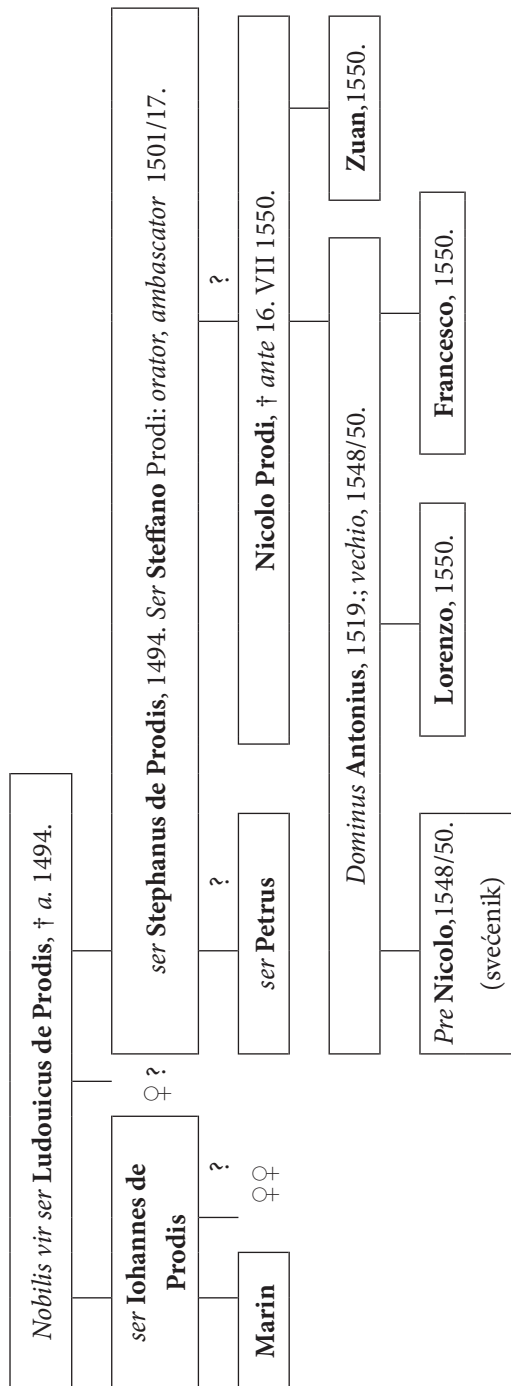 Nobilis vir ser Ludouicus de Prodis, † a. 1494.
ser Iohannes de
Prodis
♀ ?
ser Stephanus de Prodis, 1494. Ser Steffano Prodi: orator, ambascator 1501/17.
Marin
?
♀♀
?
ser Petrus
?
Nicolo Prodi, † ante 16. VII 1550.
Dominus Antonius, 1519.; vechio, 1548/50.
Zuan,1550.
Pre Nicolo,1548/50.
(svećenik)
Lorenzo, 1550.
Francesco, 1550.